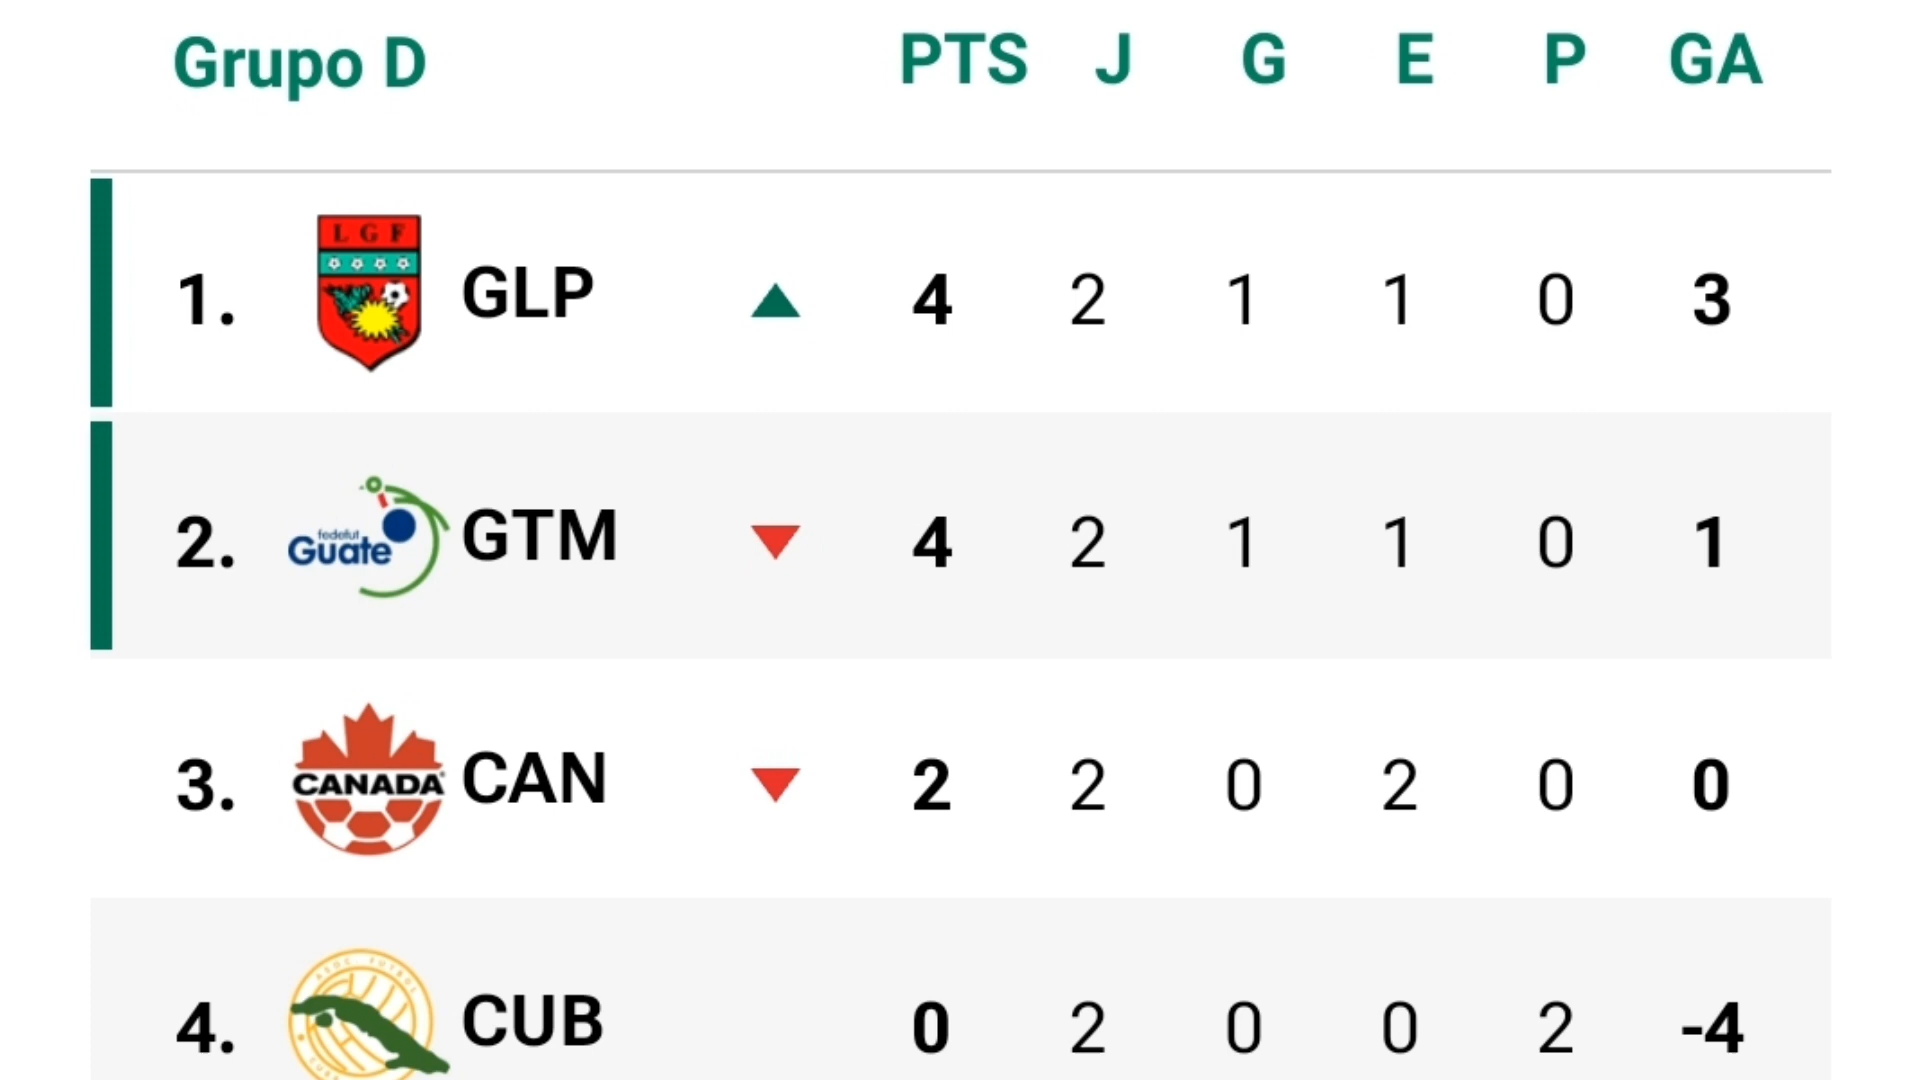 Grupo D PTS J G E P GA
L G F
1. GLP 4 2 1 1 0 3
fedefut
Guate
2. GTM 4 2 1 1 0 1
CANADA
3. CAN 2 2 0 2 0 0
ASOC. FUTBOL
4. CUB 0 2 0 0 2 -4